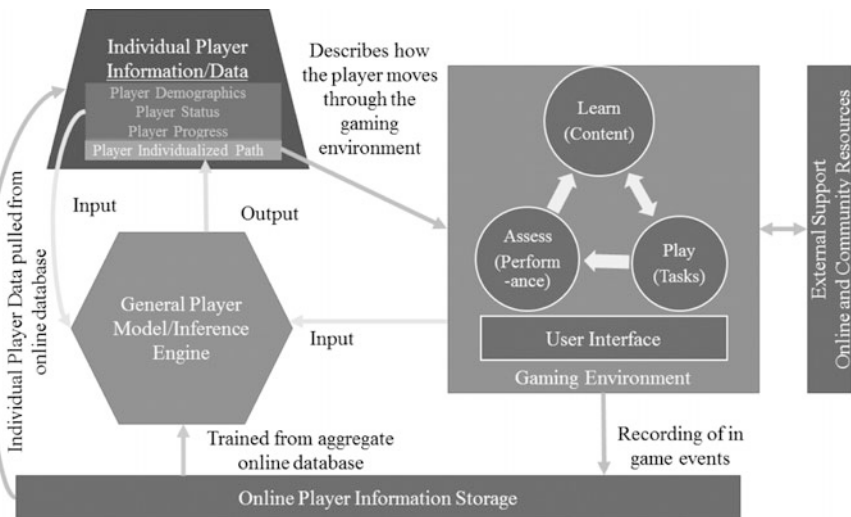 Individual Player
Information/Data
Player Demographics
Player Status
Player Progress
Player Individualized Path
Describes how
the player moves
through the
gaming
environment
Learn
(Content)
Assess
(Perform
-ance)
Play
(Tasks)
User Interface
Gaming Environment
External Support
Online and Community Resources
Input
Output
General Player
Model/Inference
Engine
Input
Individual Player Data pulled from
online database
Trained from aggregate
online database
Recording of in
game events
Online Player Information Storage